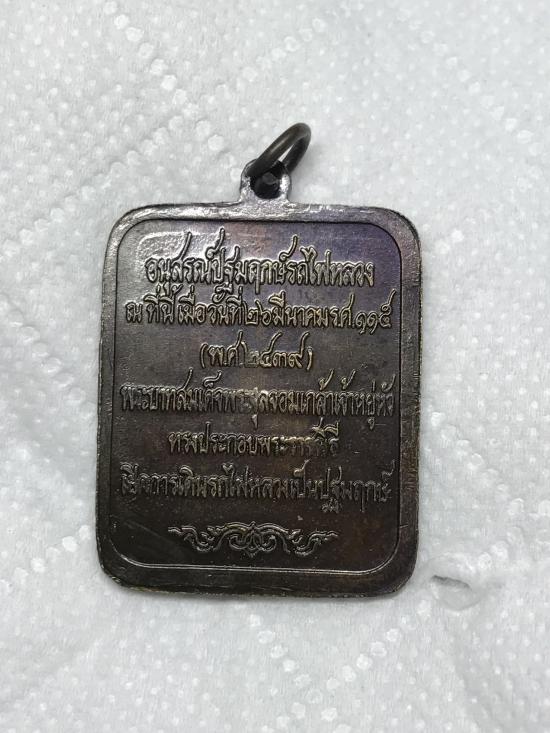 อนุสรณ์ปฐมฤกษ์รถไฟหลวง
ณ ที่นี้ เมื่อวันที่ ๒๖ มีนาคม ร.ศ. ๑๑๕
(พ.ศ. ๒๔๓๙)
พระบาทสมเด็จพระจุลจอมเกล้าเจ้าอยู่หัว
ทรงประกอบพระราชพิธี
เปิดการเดินรถไฟหลวงเป็นปฐมฤกษ์